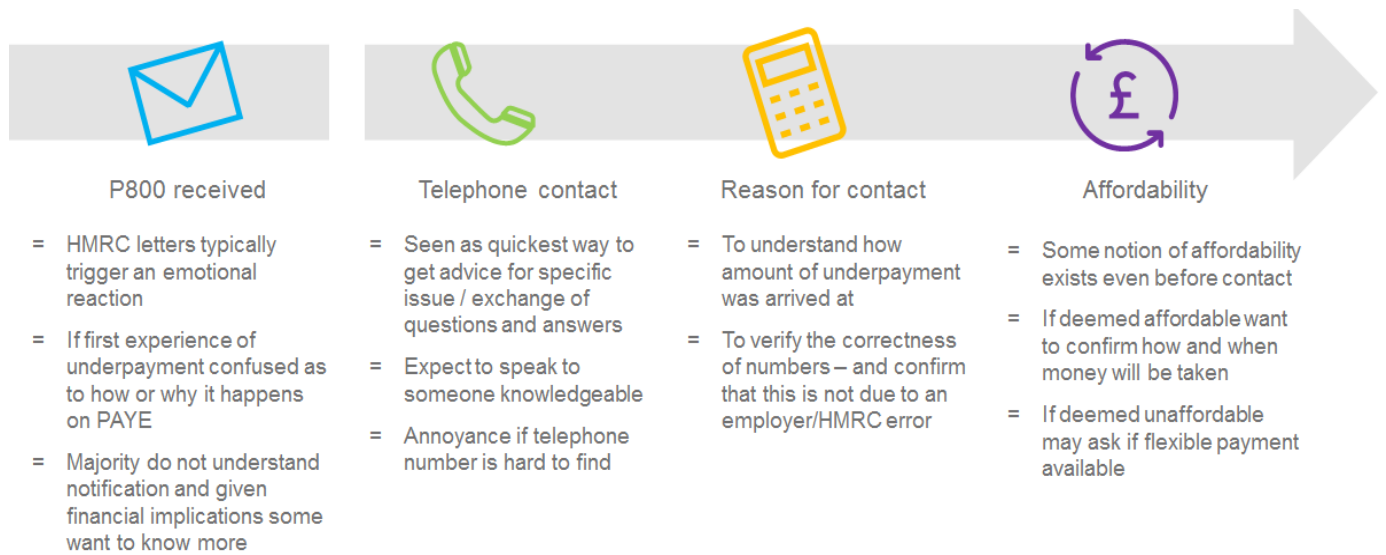 £
P800 received
= HMRC letters typically
trigger an emotional
reaction
= If first experience of
underpayment confused as
to how or why it happens
on PAYE
= Majority do not understand
notification and given
financial implications some
want to know more
Telephone contact
= Seen as quickest way to
get advice for specific
issue / exchange of
questions and answers
= Expect to speak to
someone knowledgeable
= Annoyance if telephone
number is hard to find
Reason for contact
= To understand how
amount of underpayment
was arrived at
= To verify the correctness
of numbers – and confirm
that this is not due to an
employer/HMRC error
Affordability
= Some notion of affordability
exists even before contact
= If deemed affordable want
to confirm how and when
money will be taken
= If deemed unaffordable
may ask if flexible payment
available